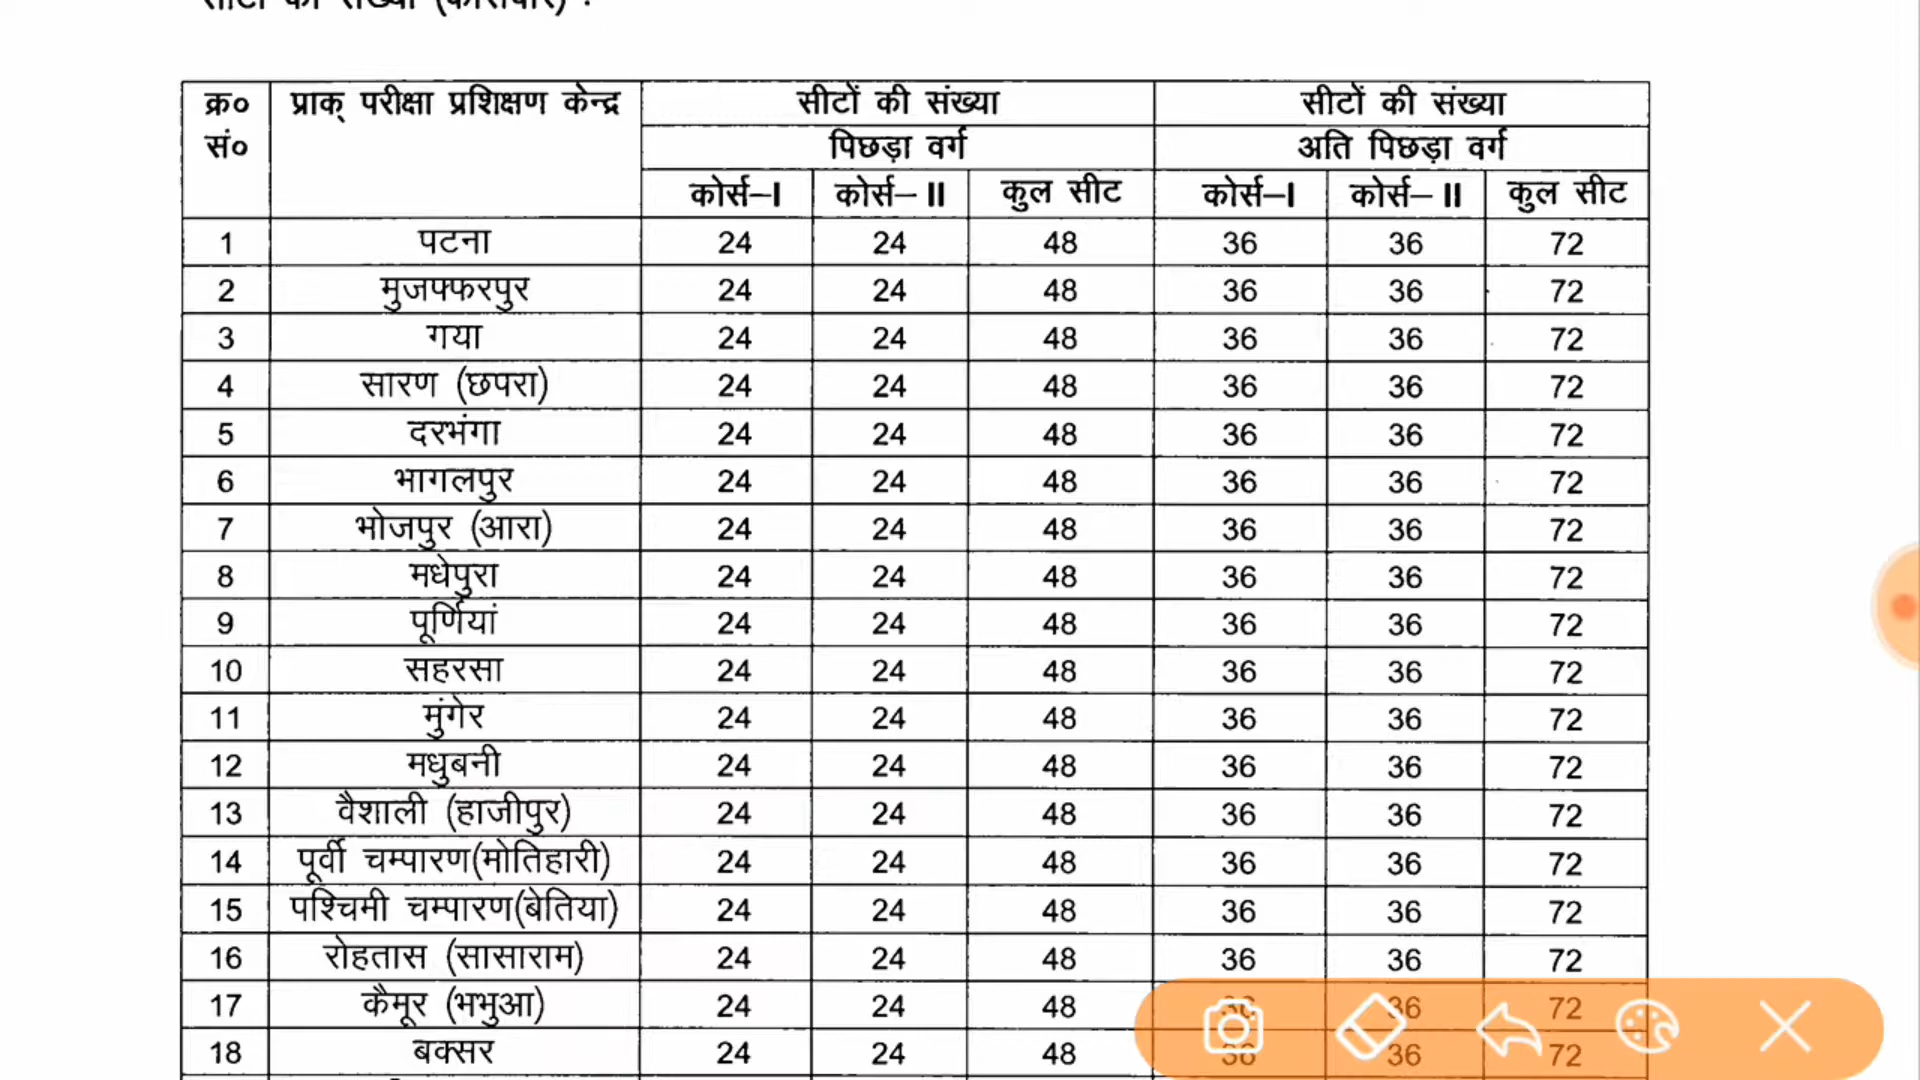 सीटों की संख्या (कोर्सवार) :
क्र० सं० प्राक् परीक्षा प्रशिक्षण केन्द्र सीटों की संख्या सीटों की संख्या
पिछड़ा वर्ग अति पिछड़ा वर्ग
कोर्स–I कोर्स– II कुल सीट कोर्स–I कोर्स– II कुल सीट
1 पटना 24 24 48 36 36 72
2 मुजफ्फरपुर 24 24 48 36 36 72
3 गया 24 24 48 36 36 72
4 सारण (छपरा) 24 24 48 36 36 72
5 दरभंगा 24 24 48 36 36 72
6 भागलपुर 24 24 48 36 36 72
7 भोजपुर (आरा) 24 24 48 36 36 72
8 मधेपुरा 24 24 48 36 36 72
9 पूर्णियां 24 24 48 36 36 72
10 सहरसा 24 24 48 36 36 72
11 मुंगेर 24 24 48 36 36 72
12 मधुबनी 24 24 48 36 36 72
13 वैशाली (हाजीपुर) 24 24 48 36 36 72
14 पूर्वी चम्पारण(मोतिहारी) 24 24 48 36 36 72
15 पश्चिमी चम्पारण(बेतिया) 24 24 48 36 36 72
16 रोहतास (सासाराम) 24 24 48 36 36 72
17 कैमूर (भभुआ) 24 24 48 36 36 72
18 बक्सर 24 24 48 36 36 72